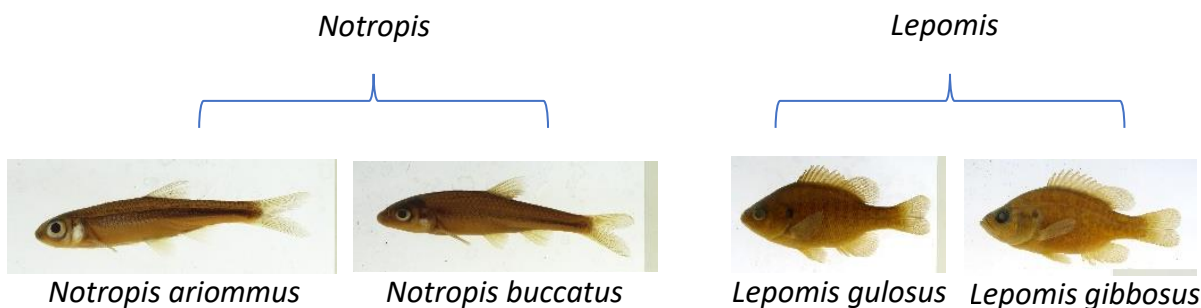 Notropis
Lepomis
Notropis ariommus
Notropis buccatus
Lepomis gulosus
Lepomis gibbosus